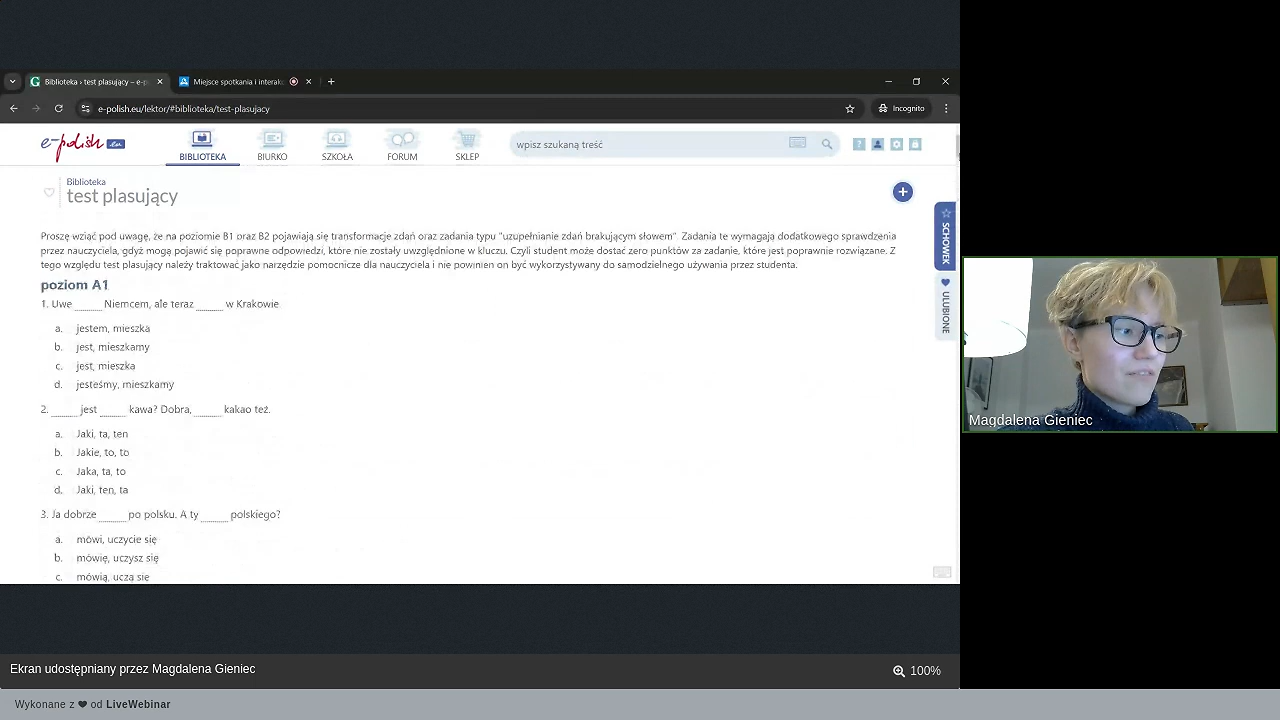 Biblioteka › test plasujący – e-p
Miejsce spotkania i interak
e-polish.eu/lektor/#biblioteka/test-plasujacy
Incognito
e-polish
BIBLIOTEKA
BIURKO
SZKOŁA
FORUM
SKLEP
wpisz szukaną treść
Biblioteka
test plasujący
Proszę wziąć pod uwagę, że na poziomie B1 oraz B2 pojawiają się transformacje zdań oraz zadania typu "uzupełnianie zdań brakującym słowem". Zadania te wymagają dodatkowego sprawdzenia
przez nauczyciela, gdyż mogą pojawić się poprawne odpowiedzi, które nie zostały uwzględnione w kluczu. Czyli student może dostać zero punktów za zadanie, które jest poprawnie rozwiązane. Z
tego względu test plasujący należy traktować jako narzędzie pomocnicze dla nauczyciela i nie powinien on być wykorzystywany do samodzielnego używania przez studenta.
SCHOWEK
ULUBIONE
poziom A1
1. Uwe _____ Niemcem, ale teraz _____ w Krakowie
a. jestem, mieszka
b. jest, mieszkamy
c. jest, mieszka
d. jesteśmy, mieszkamy
2. _____ jest _____ kawa? Dobra, _____ kakao też.
a. Jaki, ta, ten
b. Jakie, to, to
c. Jaka, ta, to
d. Jaki, ten, ta
3. Ja dobrze _____ po polsku. A ty _____ polskiego?
a. mówi, uczycie się
b. mówię, uczysz się
c. mówią, uczą się
Magdalena Gieniec
Ekran udostępniany przez Magdalena Gieniec
100%
Wykonane z ❤ od LiveWebinar